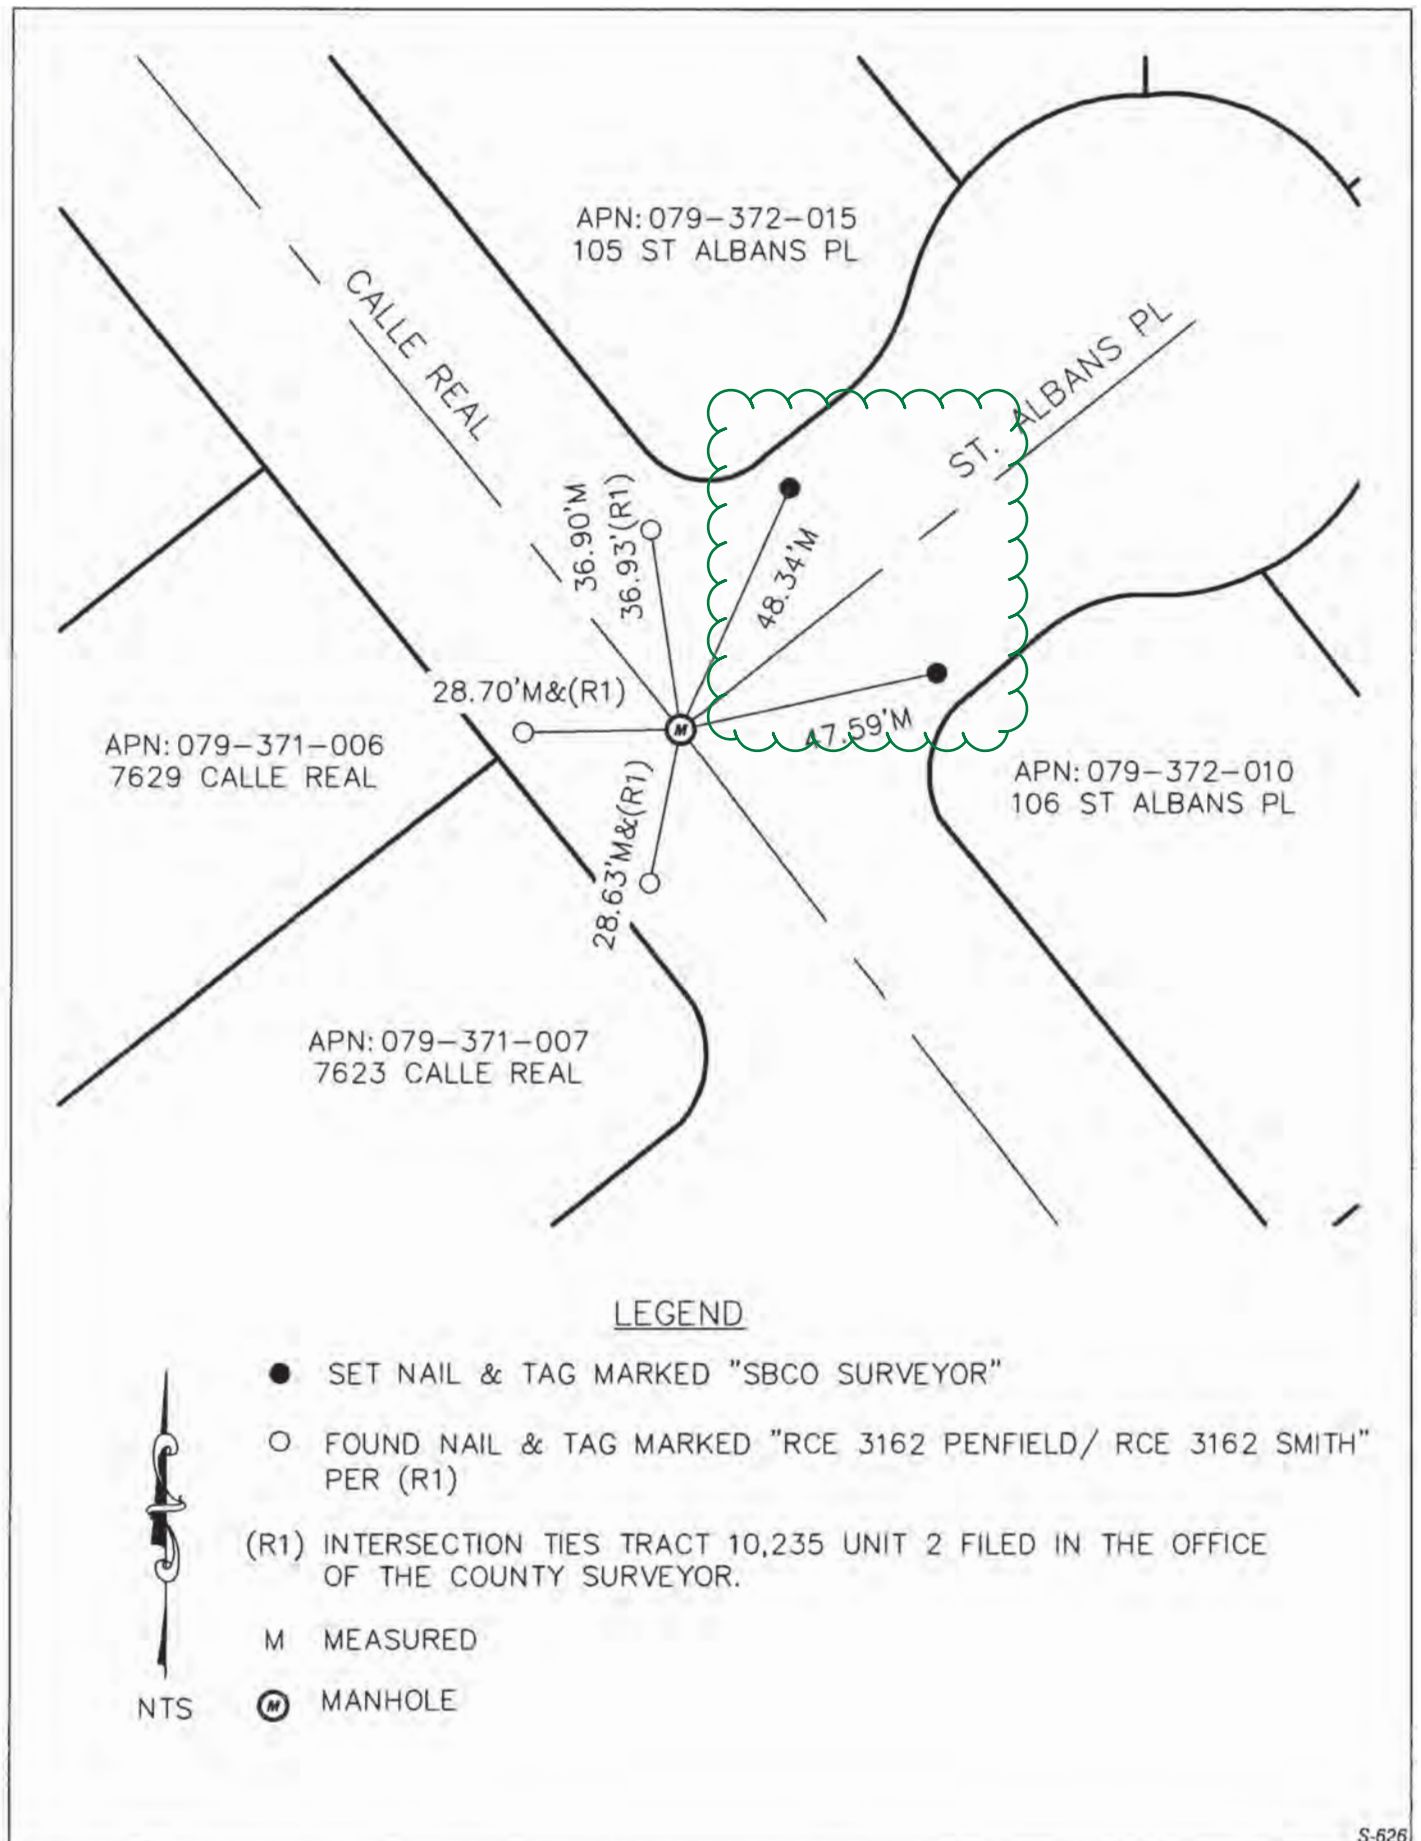 APN: 079-372-015
105 ST ALBANS PL
CALLE REAL
ST. ALBANS PL
36.90'M
36.93'(R1)
48.34'M
28.70'M&(R1)
47.59'M
M
28.63'M&(R1)
APN: 079-371-006
7629 CALLE REAL
APN: 079-372-010
106 ST ALBANS PL
APN: 079-371-007
7623 CALLE REAL
LEGEND
SET NAIL & TAG MARKED "SBCO SURVEYOR"
FOUND NAIL & TAG MARKED "RCE 3162 PENFIELD/ RCE 3162 SMITH"
PER (R1)
(R1) INTERSECTION TIES TRACT 10,235 UNIT 2 FILED IN THE OFFICE
OF THE COUNTY SURVEYOR.
M MEASURED
M MANHOLE
NTS
S-626